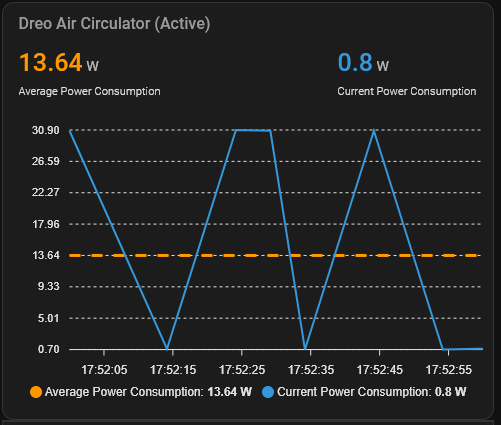 Dreo Air Circulator (Active)
13.64 W
0.8 W
Average Power Consumption
Current Power Consumption
30.90
26.59
22.27
17.96
13.64
9.33
5.01
0.70
17:52:05 17:52:15 17:52:25 17:52:35 17:52:45 17:52:55
Average Power Consumption: 13.64 W Current Power Consumption: 0.8 W